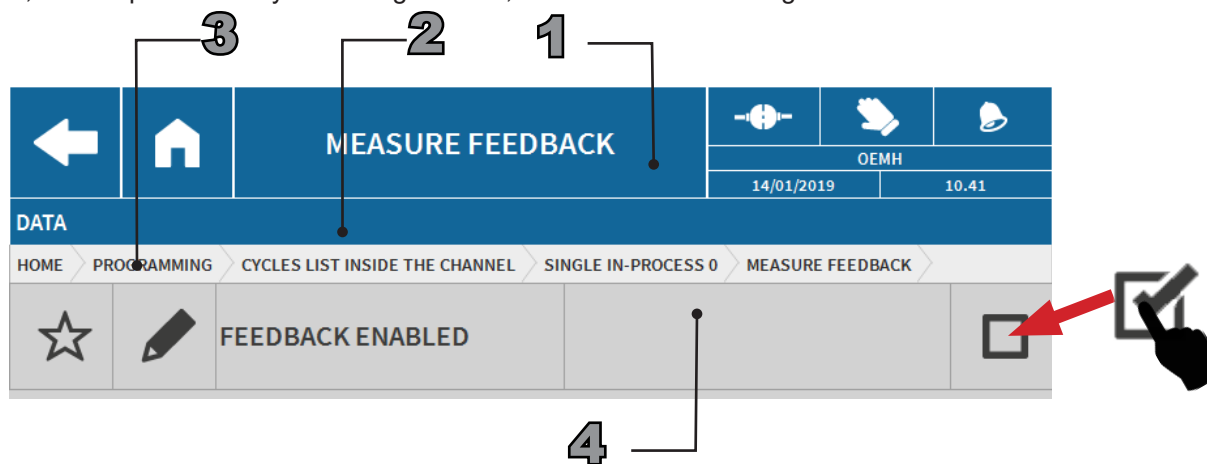 3 2 1
MEASURE FEEDBACK
OEMH
14/01/2019 10.41
DATA
HOME PROGRAMMING CYCLES LIST INSIDE THE CHANNEL SINGLE IN-PROCESS 0 MEASURE FEEDBACK
FEEDBACK ENABLED
4